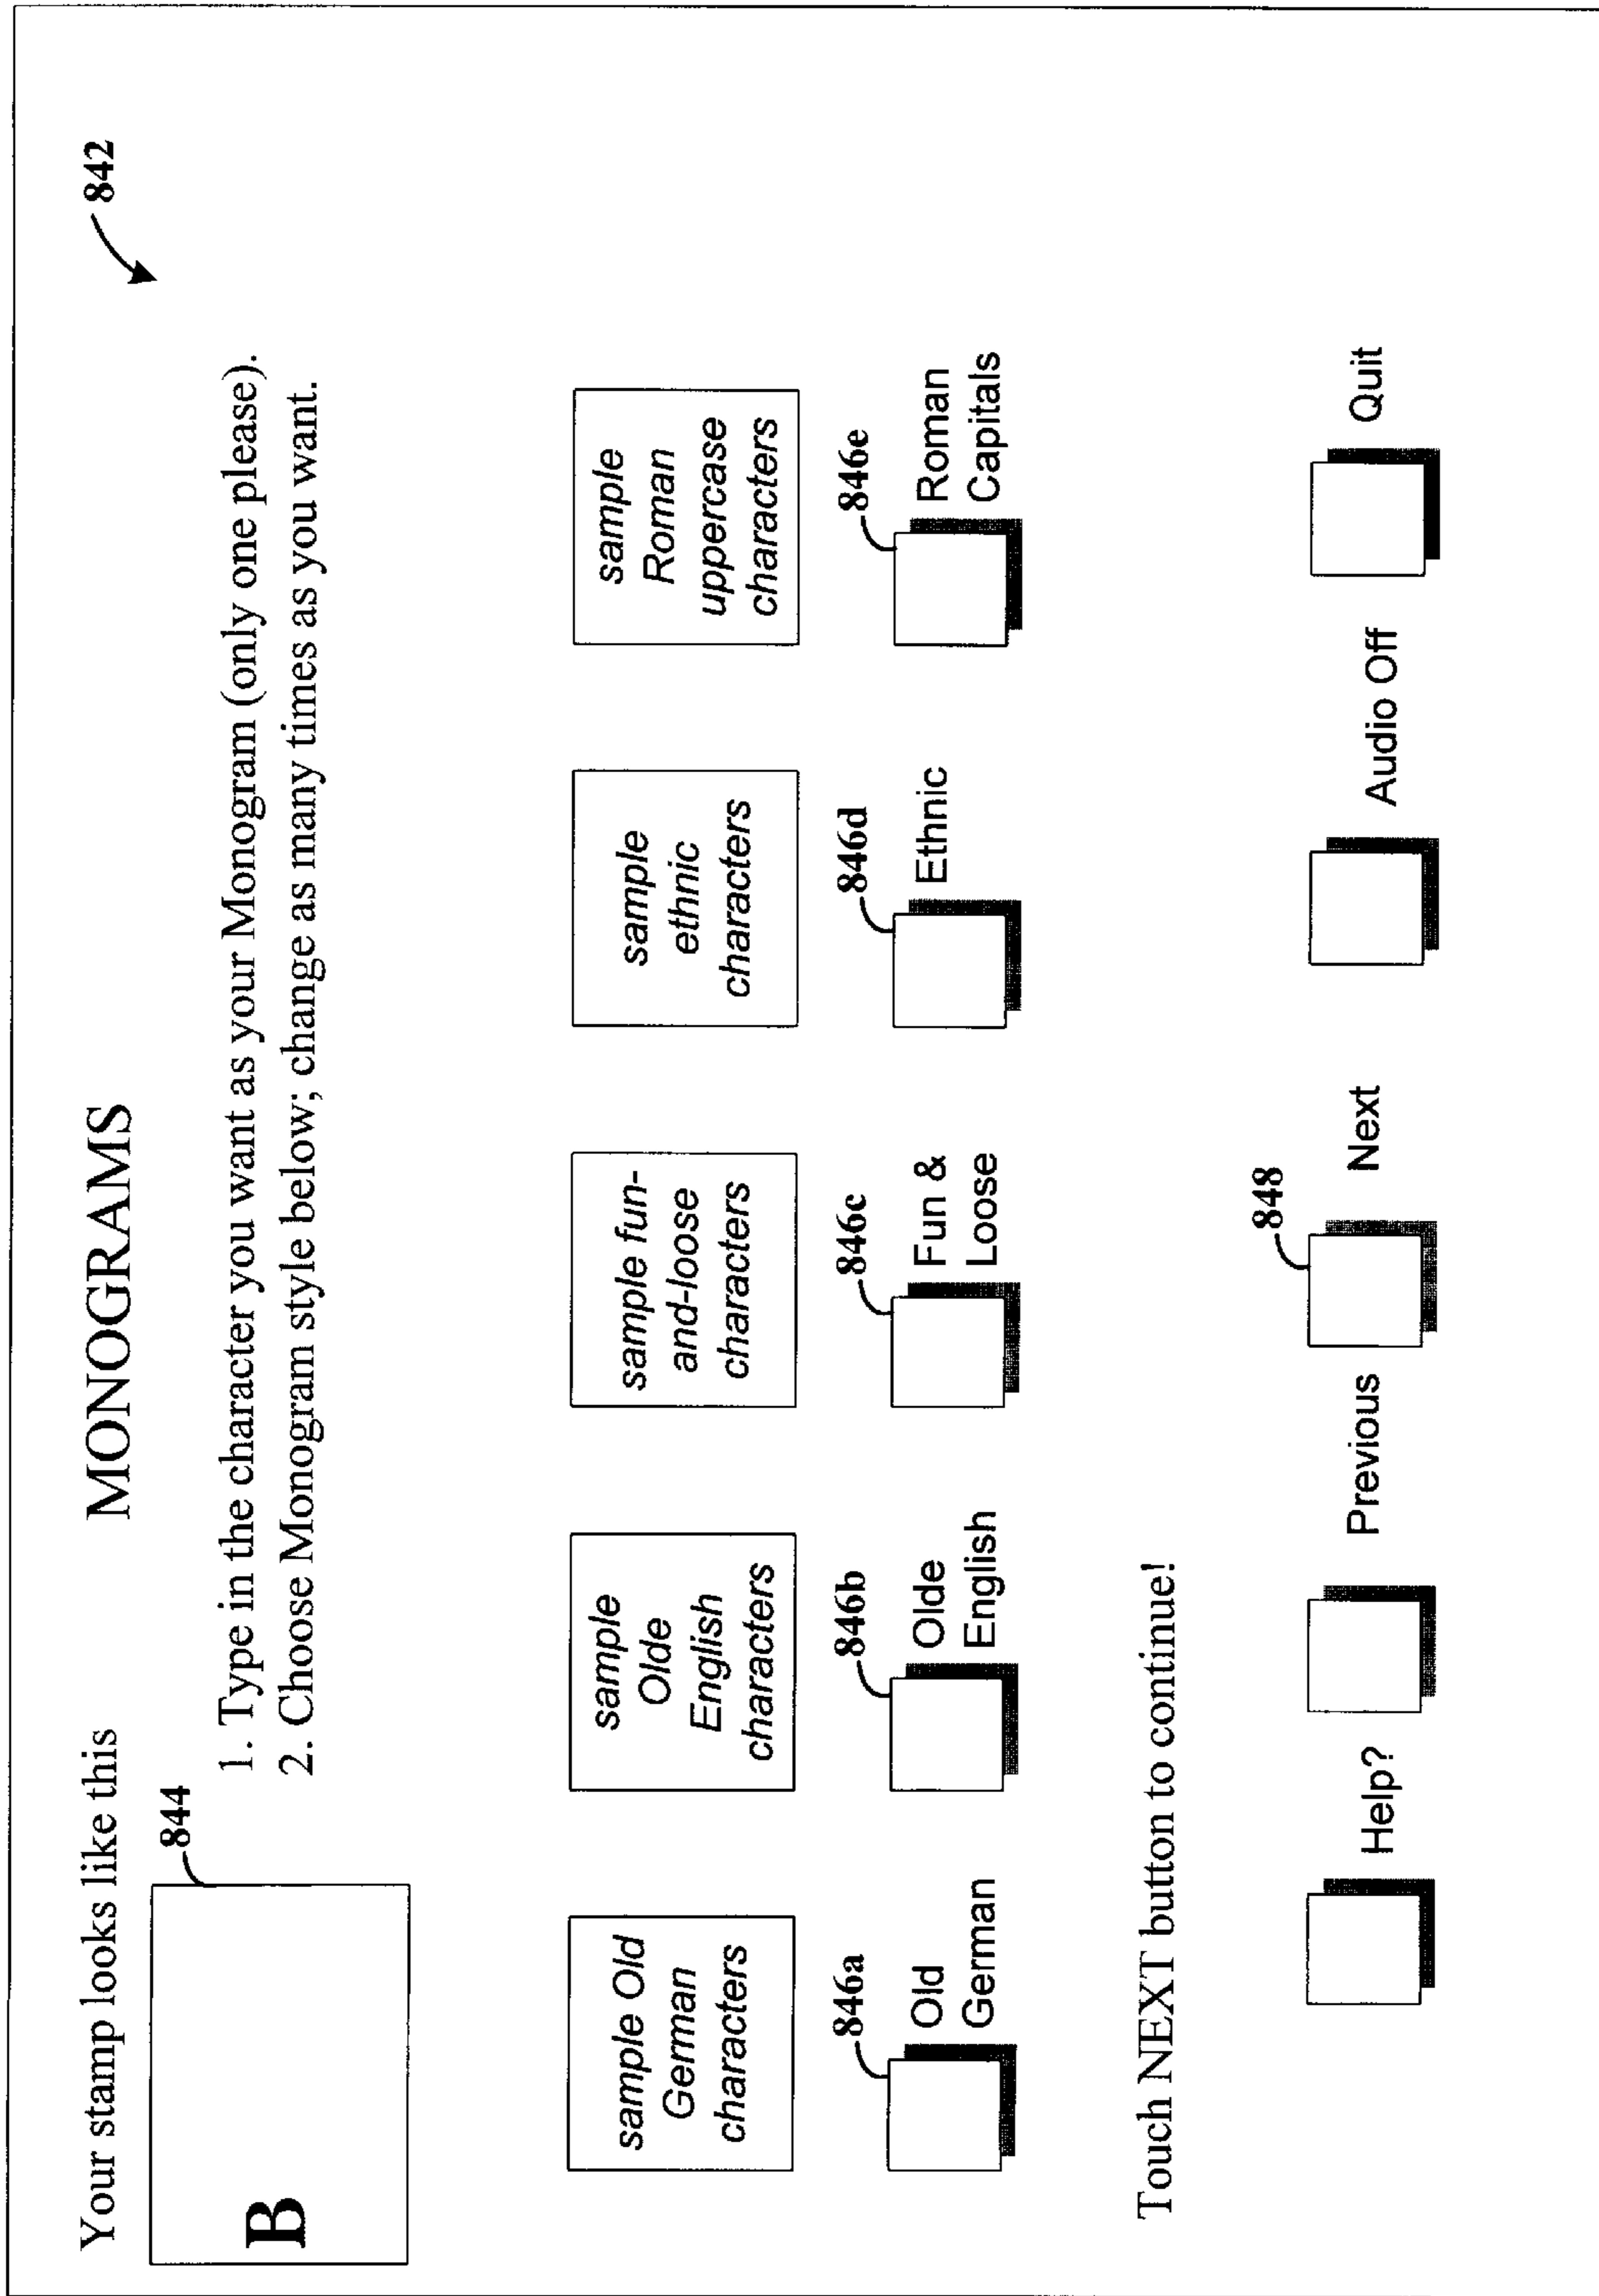 MONOGRAMS
842
Your stamp looks like this
844
B
1. Type in the character you want as your Monogram (only one please).
2. Choose Monogram style below; change as many times as you want.
sample Old
German
characters
sample
Olde
English
characters
sample fun-
and-loose
characters
sample
ethnic
characters
sample
Roman
uppercase
characters
846a
Old
German
846b
Olde
English
846c
Fun &
Loose
846d
Ethnic
846e
Roman
Capitals
Touch NEXT button to continue!
Help?
Previous
848
Next
Audio Off
Quit